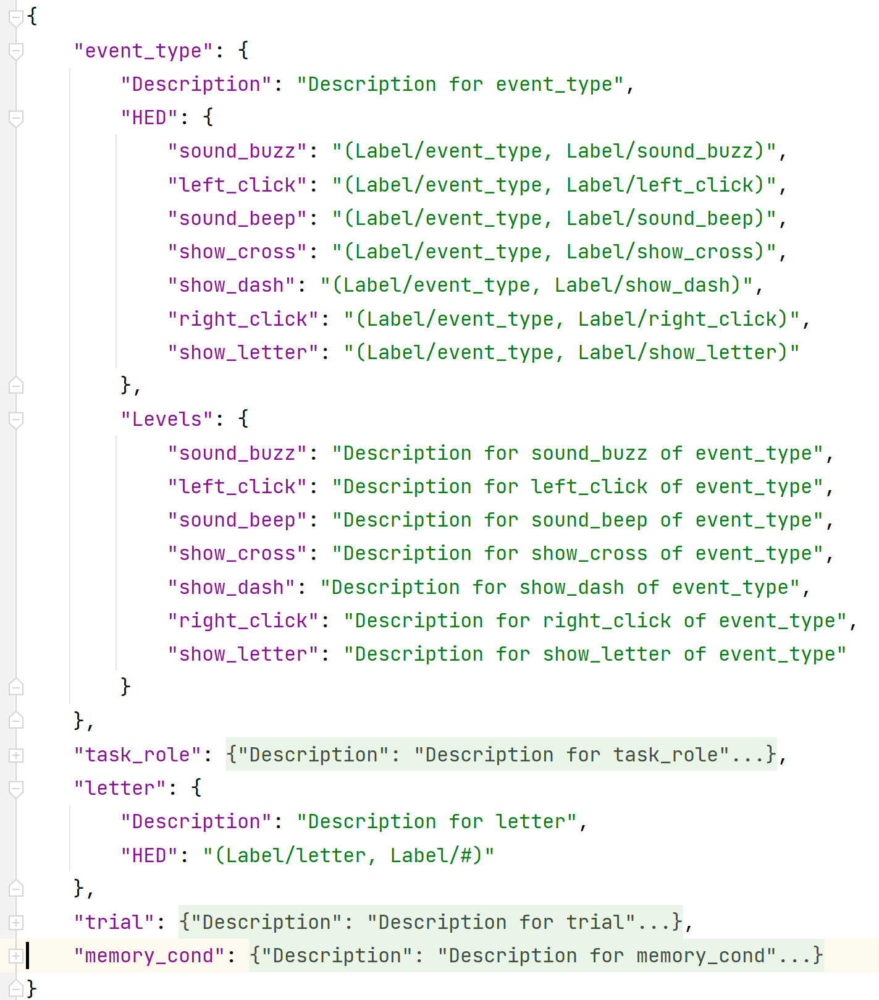 {
    "event_type": {
        "Description": "Description for event_type",
        "HED": {
            "sound_buzz": "(Label/event_type, Label/sound_buzz)",
            "left_click": "(Label/event_type, Label/left_click)",
            "sound_beep": "(Label/event_type, Label/sound_beep)",
            "show_cross": "(Label/event_type, Label/show_cross)",
            "show_dash": "(Label/event_type, Label/show_dash)",
            "right_click": "(Label/event_type, Label/right_click)",
            "show_letter": "(Label/event_type, Label/show_letter)"
        },
        "Levels": {
            "sound_buzz": "Description for sound_buzz of event_type",
            "left_click": "Description for left_click of event_type",
            "sound_beep": "Description for sound_beep of event_type",
            "show_cross": "Description for show_cross of event_type",
            "show_dash": "Description for show_dash of event_type",
            "right_click": "Description for right_click of event_type",
            "show_letter": "Description for show_letter of event_type"
        }
    },
    "task_role": {"Description": "Description for task_role"...},
    "letter": {
        "Description": "Description for letter",
        "HED": "(Label/letter, Label/#)"
    },
    "trial": {"Description": "Description for trial"...},
    "memory_cond": {"Description": "Description for memory_cond"...}
}